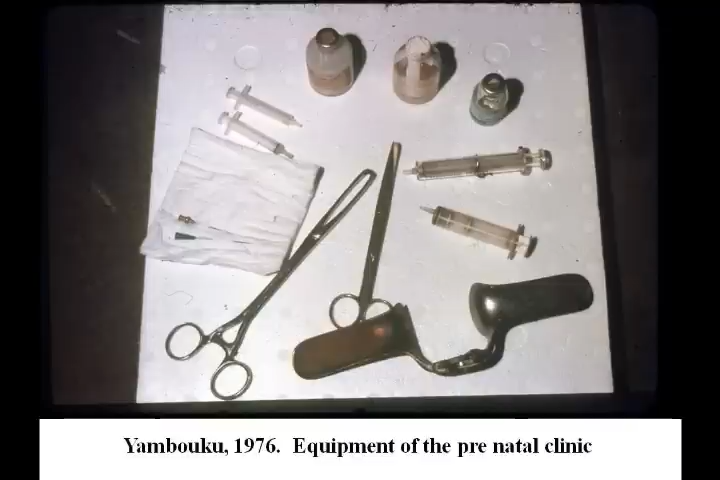 Yambouku, 1976. Equipment of the pre natal clinic